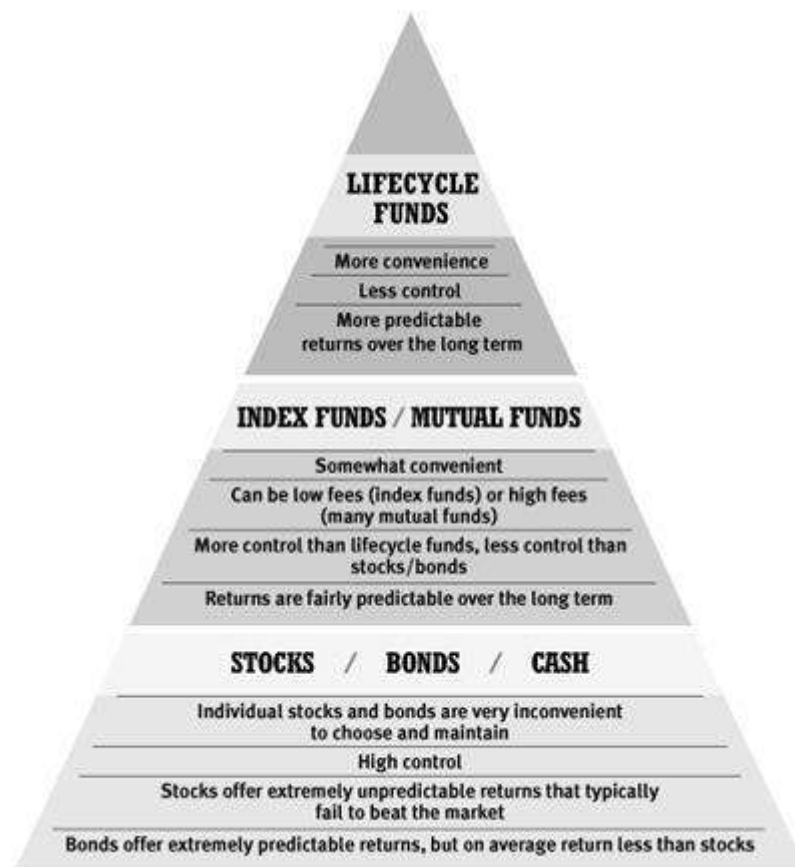 LIFECYCLE
FUNDS
More convenience
Less control
More predictable
returns over the long term
INDEX FUNDS / MUTUAL FUNDS
Somewhat convenient
Can be low fees (index funds) or high fees
(many mutual funds)
More control than lifecycle funds, less control than
stocks/bonds
Returns are fairly predictable over the long term
STOCKS / BONDS / CASH
Individual stocks and bonds are very inconvenient
to choose and maintain
High control
Stocks offer extremely unpredictable returns that typically
fail to beat the market
Bonds offer extremely predictable returns, but on average return less than stocks